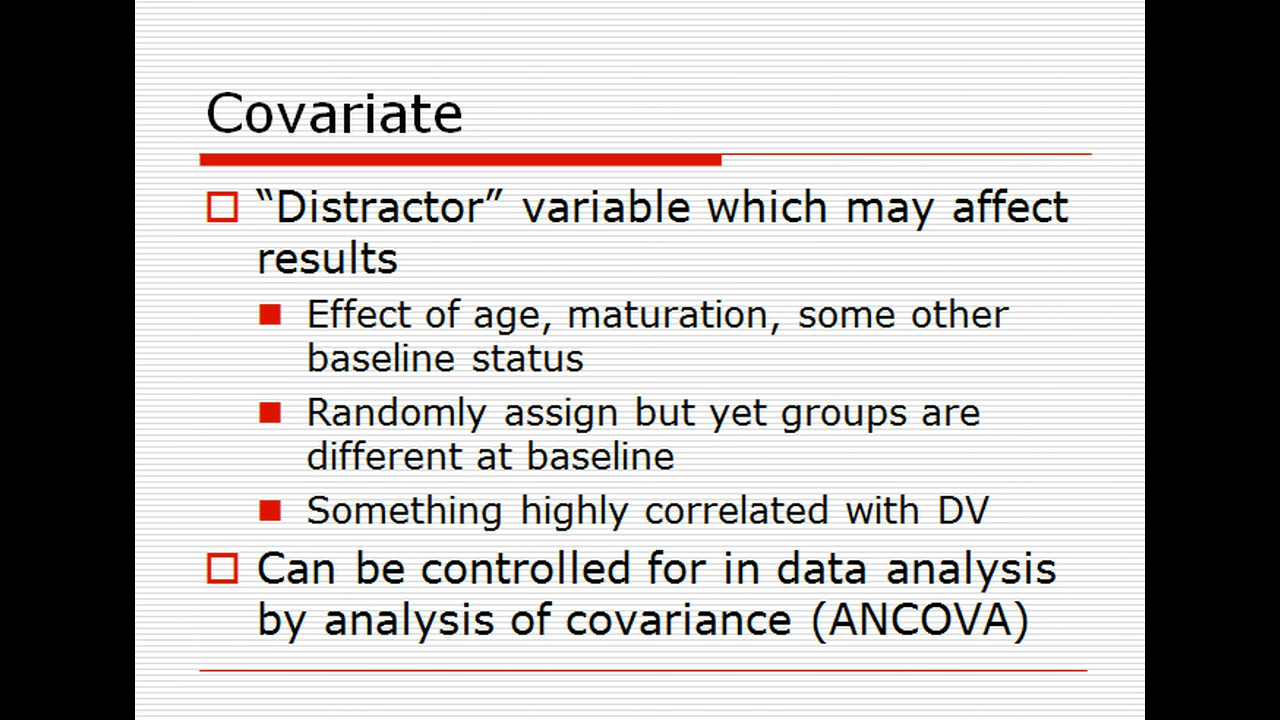 Covariate
“Distractor” variable which may affect
results
Effect of age, maturation, some other
baseline status
Randomly assign but yet groups are
different at baseline
Something highly correlated with DV
Can be controlled for in data analysis
by analysis of covariance (ANCOVA)